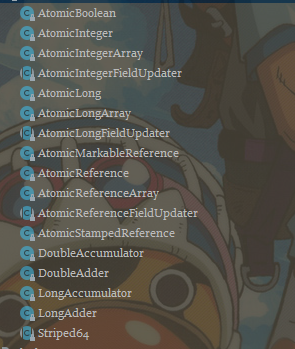 AtomicBoolean
AtomicInteger
AtomicIntegerArray
AtomicIntegerFieldUpdater
AtomicLong
AtomicLongArray
AtomicLongFieldUpdater
AtomicMarkableReference
AtomicReference
AtomicReferenceArray
AtomicReferenceFieldUpdater
AtomicStampedReference
DoubleAccumulator
DoubleAdder
LongAccumulator
LongAdder
Striped64